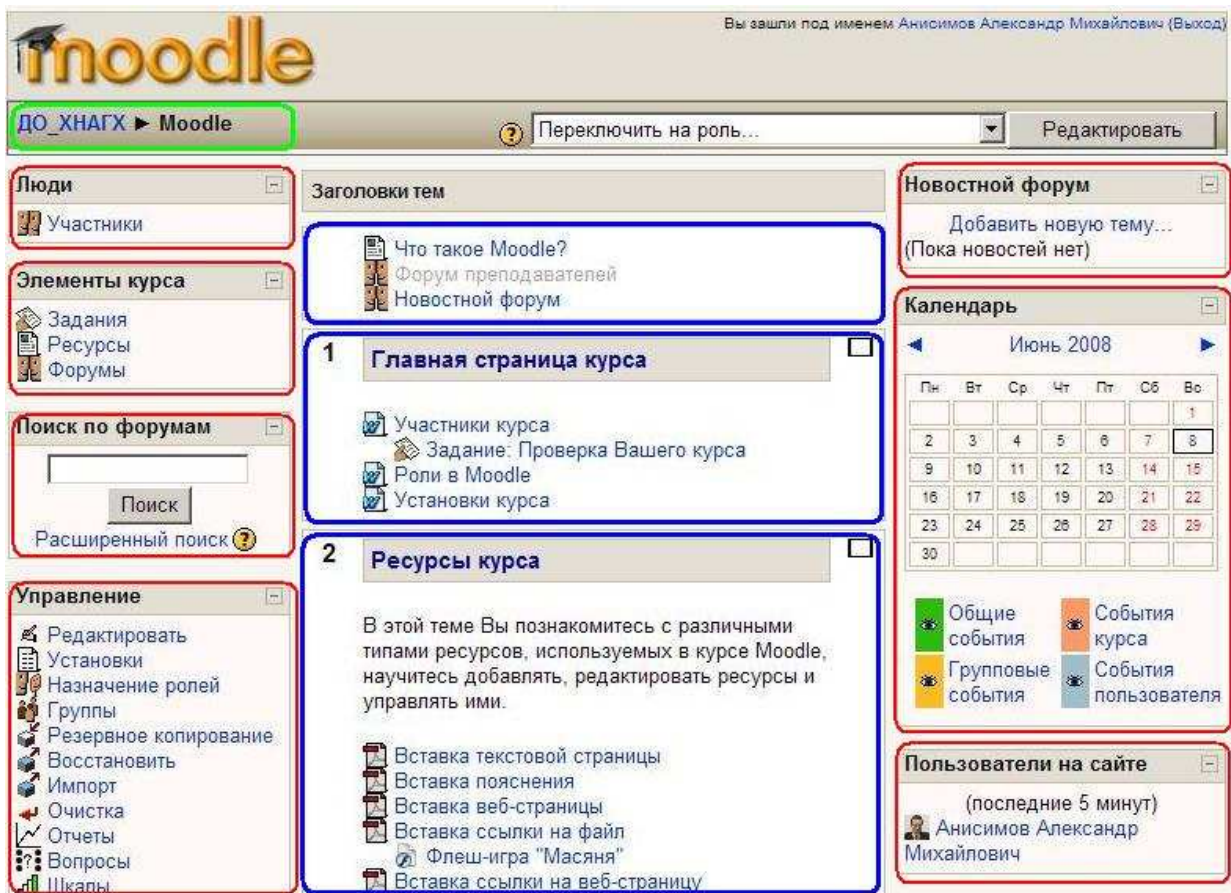 moodle
Вы зашли под именем Анисимов Александр Михайлович (Выход)
ДО_ХНАГХ ► Moodle
? Переключить на роль...
Редактировать
Люди
Участники
Элементы курса
Задания
Ресурсы
Форумы
Поиск по форумам
Поиск
Расширенный поиск ?
Управление
Редактировать
Установки
Назначение ролей
Группы
Резервное копирование
Восстановить
Импорт
Очистка
Отчеты
Вопросы
Шкалы
Заголовки тем
Что такое Moodle?
Форум преподавателей
Новостной форум
1 Главная страница курса
Участники курса
Задание: Проверка Вашего курса
Роли в Moodle
Установки курса
2 Ресурсы курса
В этой теме Вы познакомитесь с различными
типами ресурсов, используемых в курсе Moodle,
научитесь добавлять, редактировать ресурсы и
управлять ими.
Вставка текстовой страницы
Вставка пояснения
Вставка веб-страницы
Вставка ссылки на файл
Флеш-игра "Масяня"
Вставка ссылки на веб-страницу
Новостной форум
Добавить новую тему...
(Пока новостей нет)
Календарь
◄ Июнь 2008 ►
Пн Вт Ср Чт Пт Сб Вс
1
2 3 4 5 6 7 8
9 10 11 12 13 14 15
16 17 18 19 20 21 22
23 24 25 26 27 28 29
30
Общие
события
События
курса
Групповые
события
События
пользователя
Пользователи на сайте
(последние 5 минут)
Анисимов Александр
Михайлович